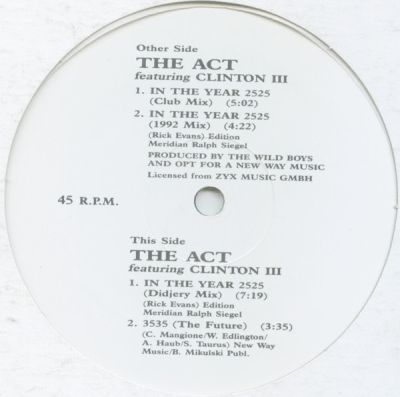 Other Side
THE ACT
featuring CLINTON III
1. IN THE YEAR 2525
(Club Mix) (5:02)
2. IN THE YEAR 2525
(1992 Mix) (4:22)
(Rick Evans) Edition
Meridian Ralph Siegel
PRODUCED BY THE WILD BOYS
AND OPT FOR A NEW WAY MUSIC
Licensed from ZYX MUSIC GMBH
45 R.P.M.
This Side
THE ACT
featuring CLINTON III
1. IN THE YEAR 2525
(Didjery Mix) (7:19)
(Rick Evans) Edition
Meridian Ralph Siegel
2. 3535 (The Future) (3:35)
(C. Mangione/W. Edlington/
A. Haub/S. Taurus) New Way
Music/B. Mikulski Publ.